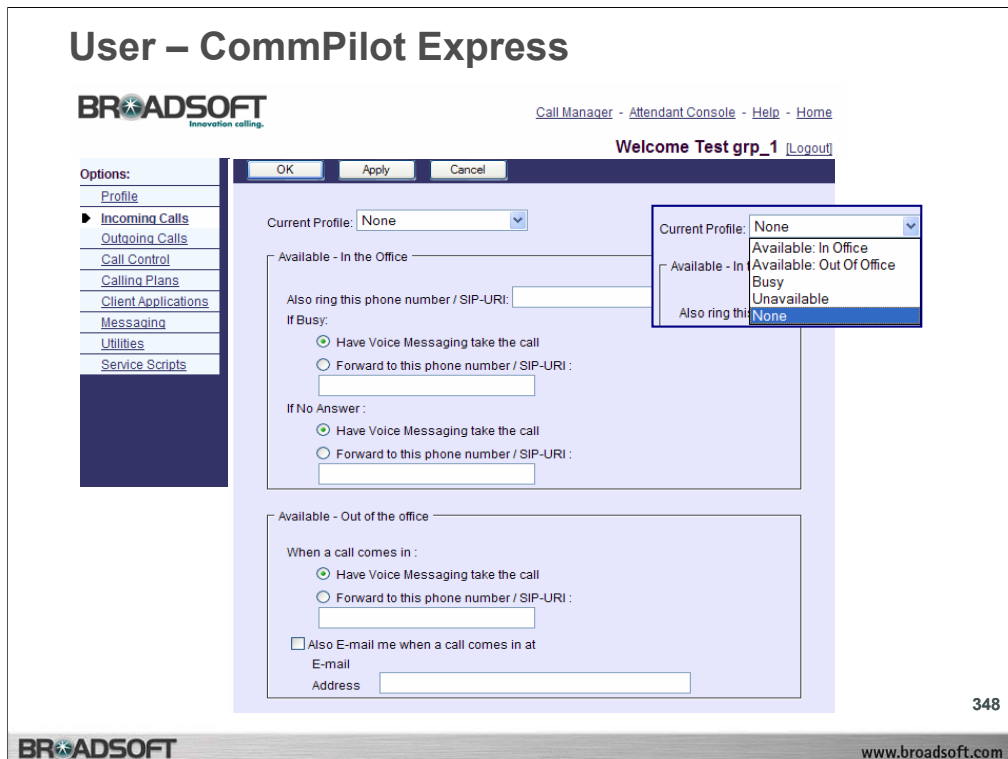 User – CommPilot Express
BROADSOFT
Innovation calling.
Call Manager - Attendant Console - Help - Home
Welcome Test grp_1 [Logout]
Options:
Profile
Incoming Calls
Outgoing Calls
Call Control
Calling Plans
Client Applications
Messaging
Utilities
Service Scripts
OK Apply Cancel
Current Profile: None
Available - In the Office
Also ring this phone number / SIP-URI:
If Busy:
Have Voice Messaging take the call
Forward to this phone number / SIP-URI :
If No Answer :
Have Voice Messaging take the call
Forward to this phone number / SIP-URI :
Current Profile: None
Available: In Office
Available - In t
Available: Out Of Office
Busy
Unavailable
Also ring this
None
Available - Out of the office
When a call comes in :
Have Voice Messaging take the call
Forward to this phone number / SIP-URI :
Also E-mail me when a call comes in at
E-mail
Address
348
BROADSOFT
www.broadsoft.com